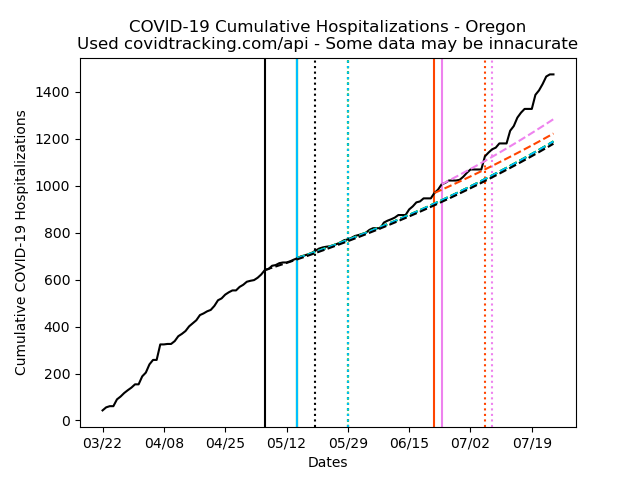 COVID-19 Cumulative Hospitalizations - Oregon
Used covidtracking.com/api - Some data may be innacurate
Cumulative COVID-19 Hospitalizations
1400
1200
1000
800
600
400
200
0
03/22 04/08 04/25 05/12 05/29 06/15 07/02 07/19
Dates